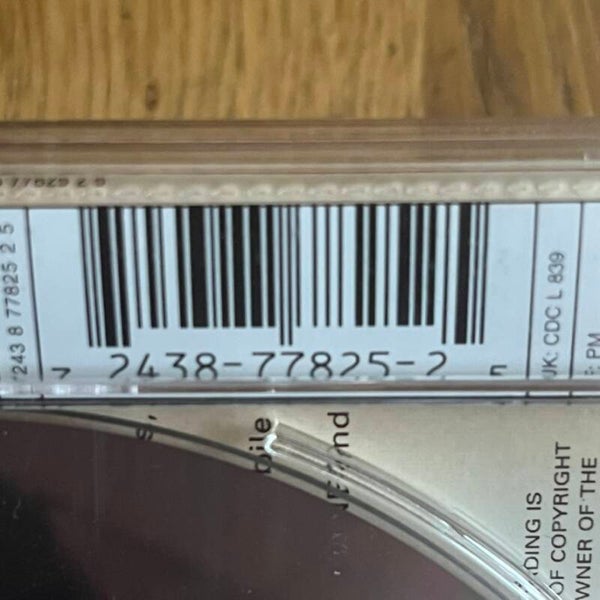 243 8 77825 2 5
7 2438-77825-2 5
UK: CDC L 839
F: PM
s,
bile
and
DING IS
OF COPYRIGHT
WNER OF THE